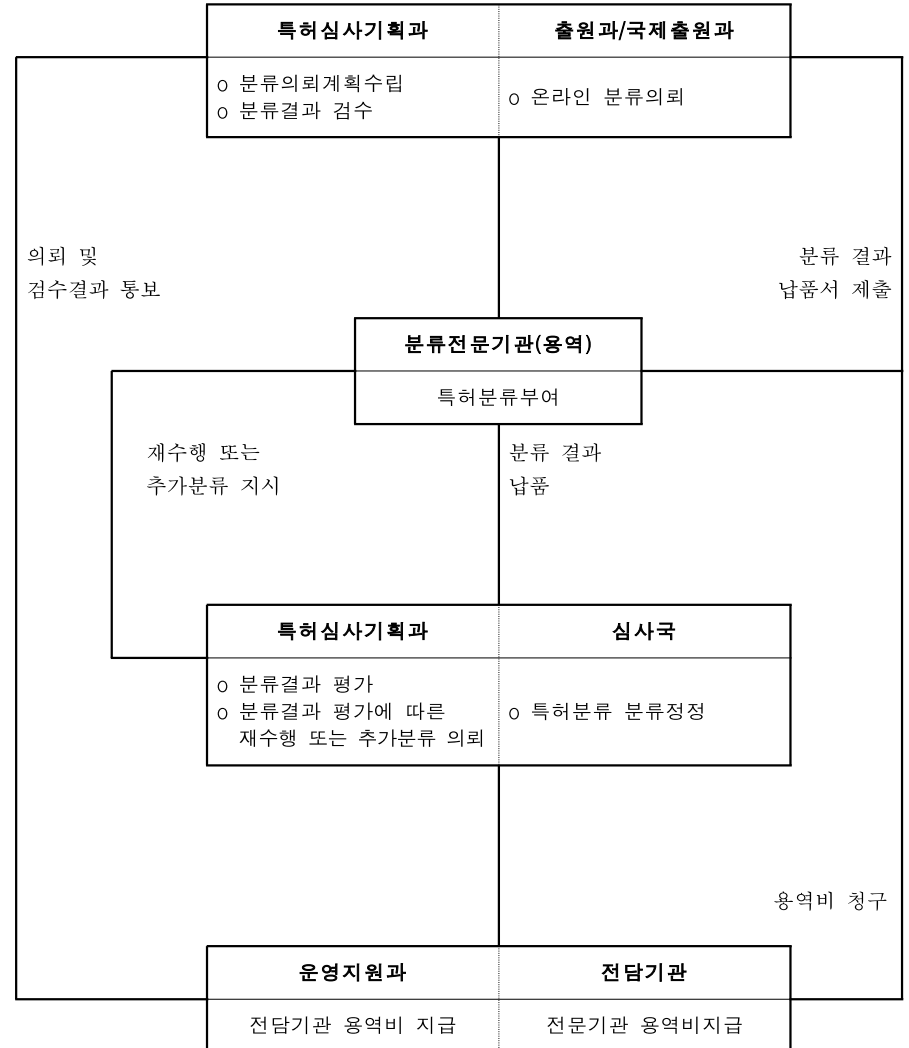 특허심사기획과
출원과/국제출원과
o 분류의뢰계획수립
o 분류결과 검수
o 온라인 분류의뢰
의뢰 및
검수결과 통보
분류 결과
납품서 제출
분류전문기관(용역)
특허분류부여
재수행 또는
추가분류 지시
분류 결과
납품
특허심사기획과
심사국
o 분류결과 평가
o 분류결과 평가에 따른
재수행 또는 추가분류 의뢰
o 특허분류 분류정정
용역비 청구
운영지원과
전담기관
전담기관 용역비 지급
전문기관 용역비지급